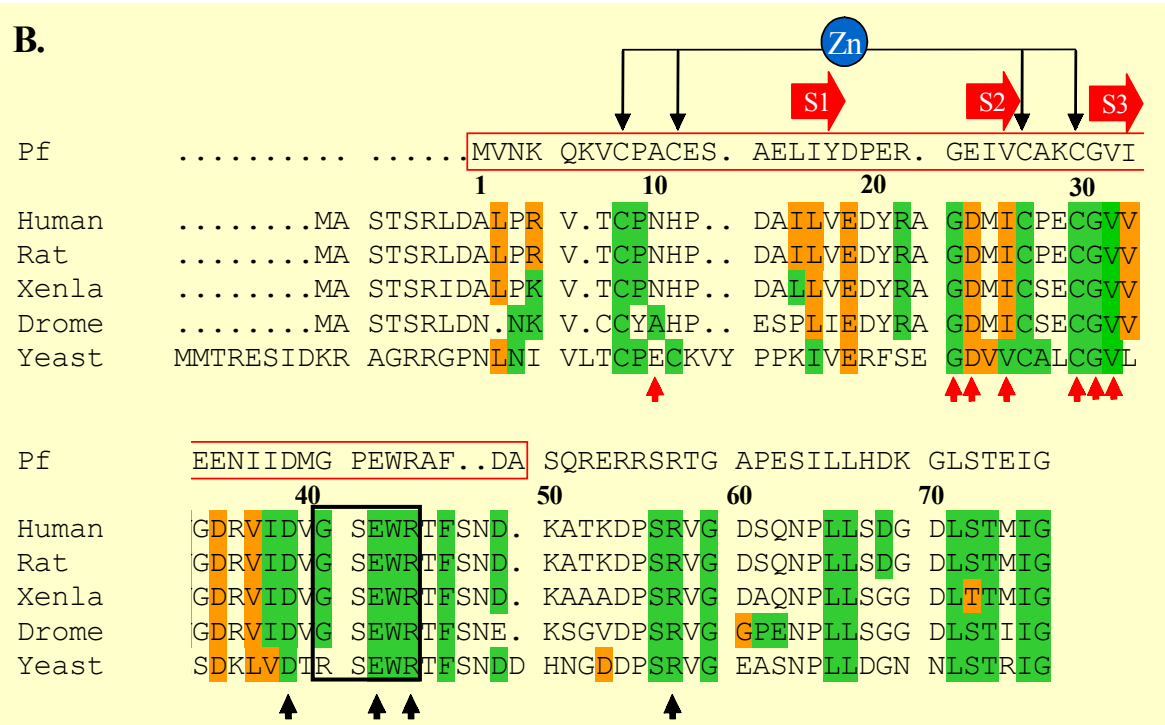 B.
Zn
S1 S2 S3
Pf .......... ......MVNK QKVCPACES. AELIYDPER. GEIVCAKCGVI
1 10 20 30
Human ........MA STSRLDALPR V.TCPNHP.. DAILVEDYRA GDMICPECGVV
Rat ........MA STSRLDALPR V.TCPNHP.. DAILVEDYRA GDMICPECGVV
Xenla ........MA STSRIDALPK V.TCPNHP.. DALLVEDYRA GDMICSECGVV
Drome ........MA STSRLDN.NK V.CCYAHP.. ESPLIEDYRA GDMICSECGVV
Yeast MMTRESIDKR AGRRGPNLNI VLTCPECKVY PPKIVERFSE GDVVCALCGVL
Pf EENIIDMG PEWRAF..DA SQRERRSRTG APESILLHDK GLSTEIG
40 50 60 70
Human GDRVIDVG SEWRTFSND. KATKDPSRVG DSQNPLLSDG DLSTMIG
Rat GDRVIDVG SEWRTFSND. KATKDPSRVG DSQNPLLSDG DLSTMIG
Xenla GDRVIDVG SEWRTFSND. KAAADPSRVG DAQNPLLSGG DLTTMIG
Drome GDRVIDVG SEWRTFSNE. KSGVDPSRVG GPENPLLSGG DLSTIIG
Yeast SDKLVDTR SEWRTFSNDD HNGDDPSRVG EASNPLLDGN NLSTRIG